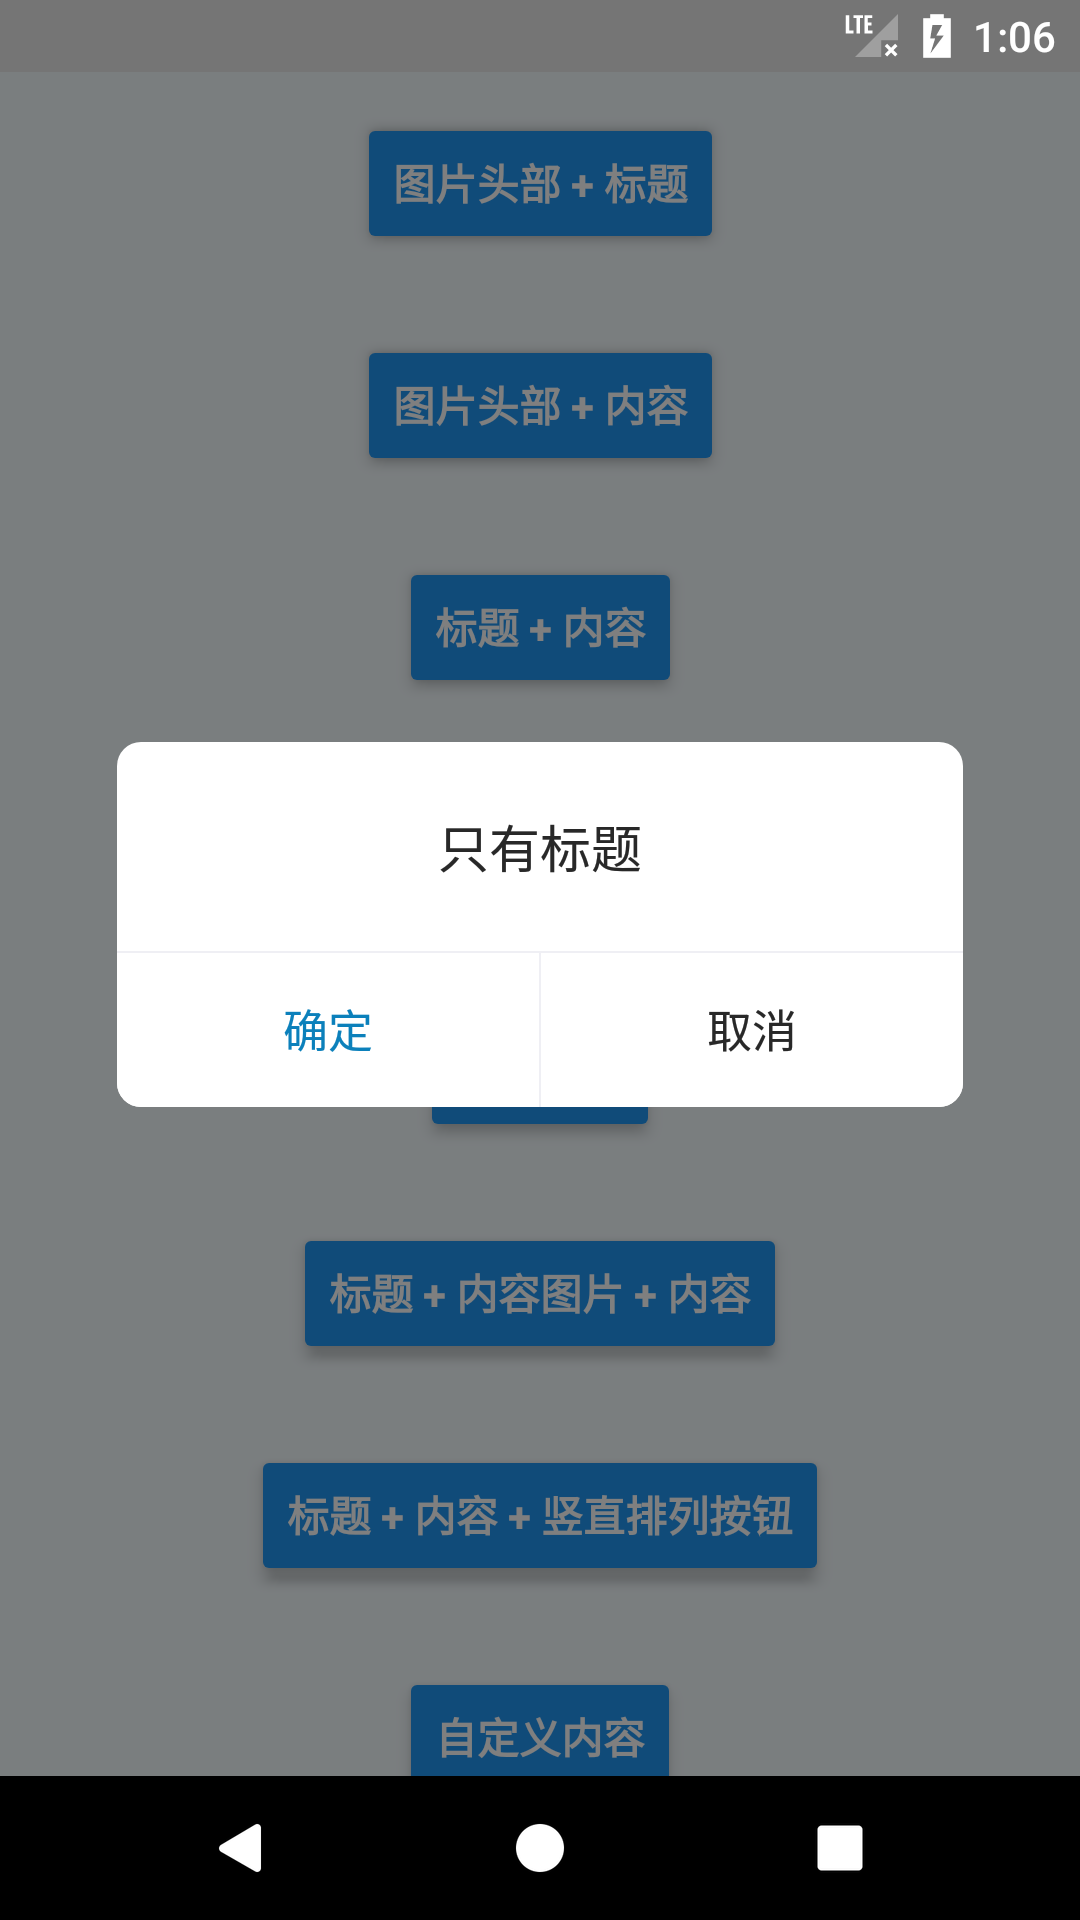 LTE 1:06
图片头部 + 标题
图片头部 + 内容
标题 + 内容
只有标题
确定 取消
标题 + 内容图片 + 内容
标题 + 内容 + 竖直排列按钮
自定义内容